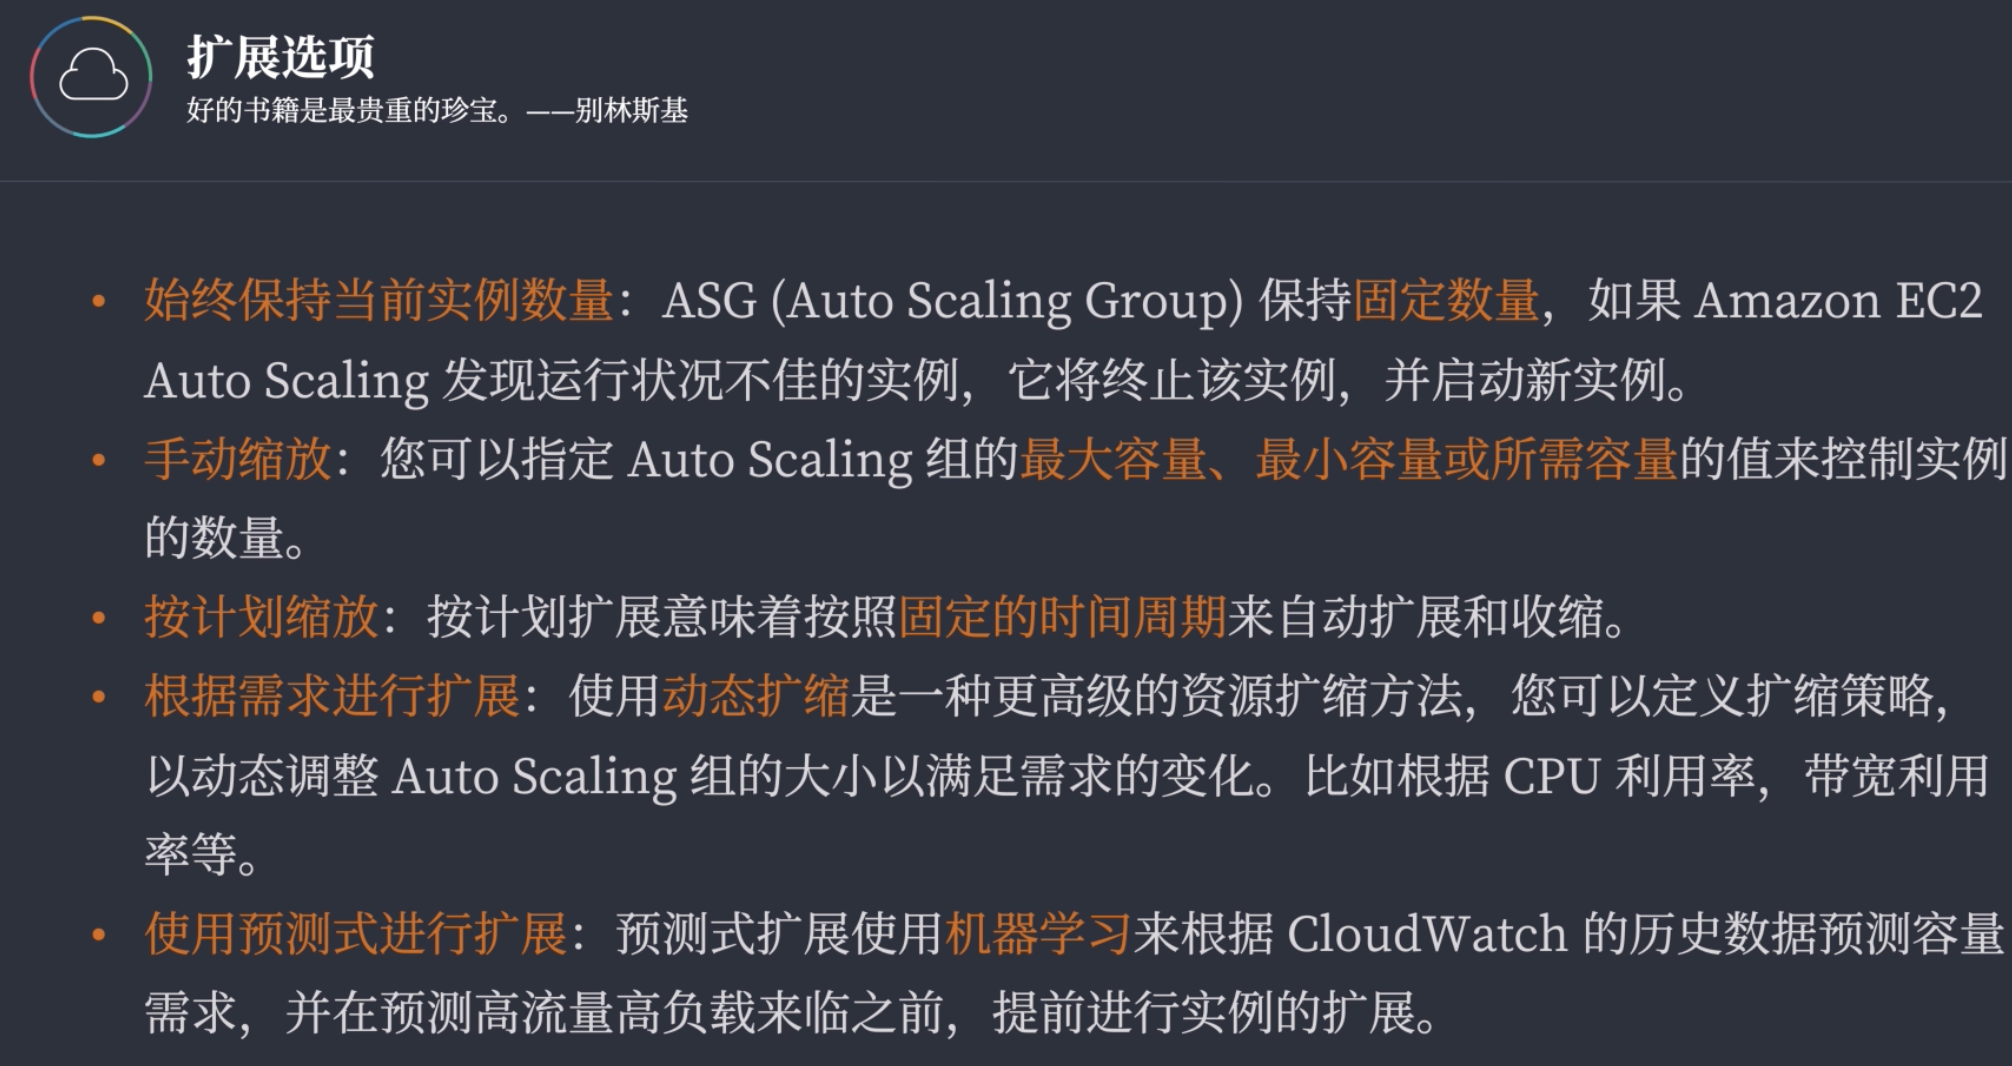 扩展选项
好的书籍是最贵重的珍宝。——别林斯基
• 始终保持当前实例数量：ASG (Auto Scaling Group) 保持固定数量，如果 Amazon EC2
Auto Scaling 发现运行状况不佳的实例，它将终止该实例，并启动新实例。
• 手动缩放：您可以指定 Auto Scaling 组的最大容量、最小容量或所需容量的值来控制实例
的数量。
• 按计划缩放：按计划扩展意味着按照固定的时间周期来自动扩展和收缩。
• 根据需求进行扩展：使用动态扩缩是一种更高级的资源扩缩方法，您可以定义扩缩策略，
以动态调整 Auto Scaling 组的大小以满足需求的变化。比如根据 CPU 利用率，带宽利用
率等。
• 使用预测式进行扩展：预测式扩展使用机器学习来根据 CloudWatch 的历史数据预测容量
需求，并在预测高流量高负载来临之前，提前进行实例的扩展。